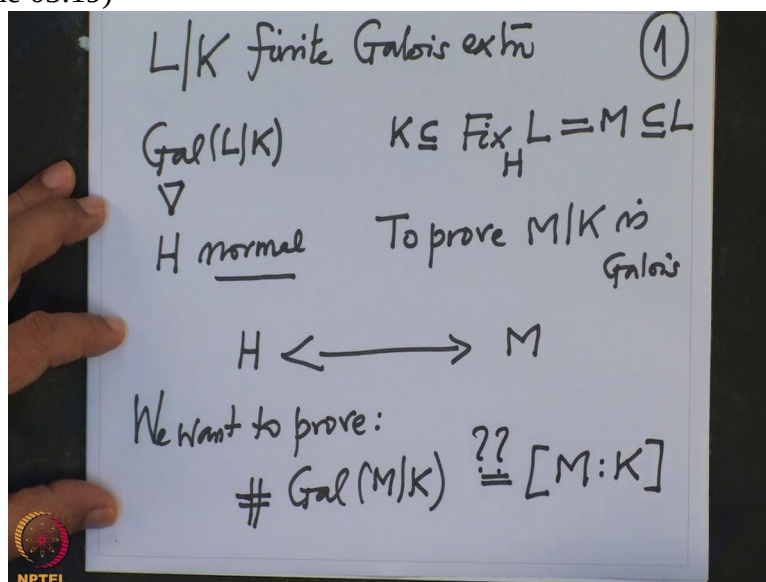 L/K finite Galois extn ①
Gal(L|K) K ⊆ Fix_H L = M ⊆ L
▽
H normal To prove M|K is Galois
H <——> M
We want to prove:
# Gal(M|K) ≟?? [M:K]
NPTEL